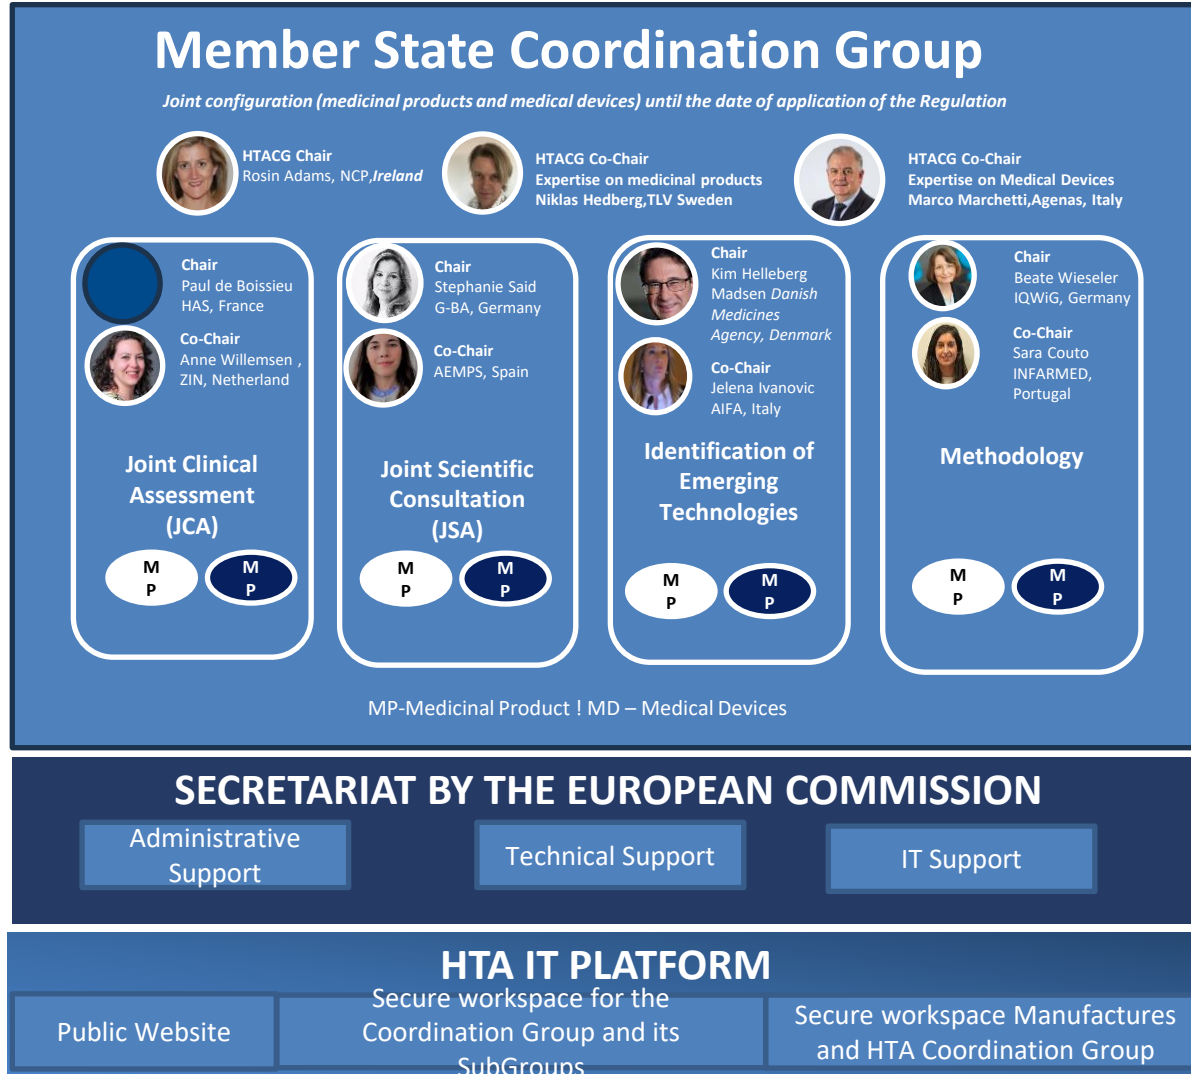 Member State Coordination Group
Joint configuration (medicinal products and medical devices) until the date of application of the Regulation
HTACG Chair
Rosin Adams, NCP,Ireland
HTACG Co-Chair
Expertise on medicinal products
Niklas Hedberg,TLV Sweden
HTACG Co-Chair
Expertise on Medical Devices
Marco Marchetti,Agenas, Italy
Chair
Paul de Boissieu
HAS, France
Co-Chair
Anne Willemsen ,
ZIN, Netherland
Joint Clinical
Assessment
(JCA)
M
P
M
P
Chair
Stephanie Said
G-BA, Germany
Co-Chair
AEMPS, Spain
Joint Scientific
Consultation
(JSA)
M
P
M
P
Chair
Kim Helleberg
Madsen Danish
Medicines
Agency, Denmark
Co-Chair
Jelena Ivanovic
AIFA, Italy
Identification of
Emerging
Technologies
M
P
M
P
Chair
Beate Wieseler
IQWiG, Germany
Co-Chair
Sara Couto
INFARMED,
Portugal
Methodology
M
P
M
P
MP-Medicinal Product ! MD – Medical Devices
SECRETARIAT BY THE EUROPEAN COMMISSION
Administrative
Support
Technical Support
IT Support
HTA IT PLATFORM
Public Website
Secure workspace for the
Coordination Group and its
SubGroups
Secure workspace Manufactures
and HTA Coordination Group